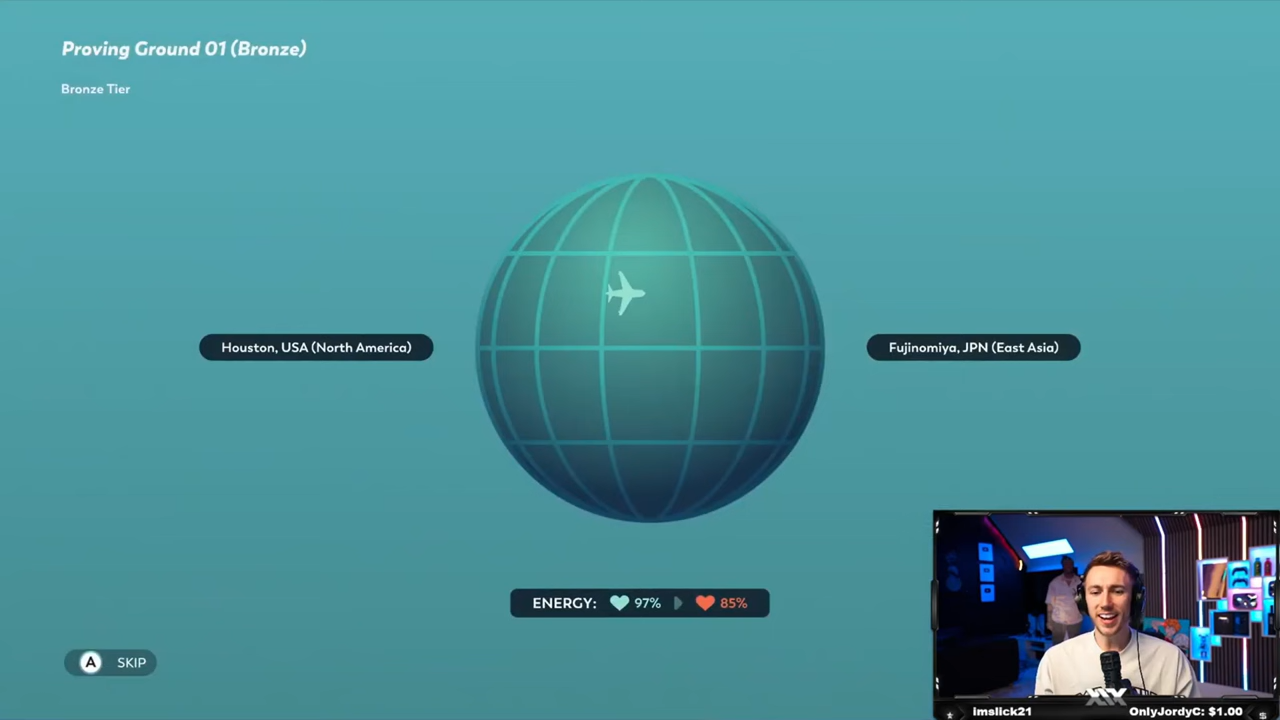 Proving Ground 01 (Bronze)
Bronze Tier
Houston, USA (North America)
Fujinomiya, JPN (East Asia)
ENERGY: 97% 85%
A SKIP
imslick21
OnlyJordyC: $1.00